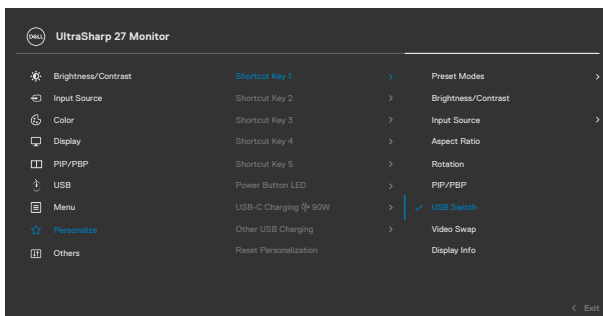 DELL UltraSharp 27 Monitor
Brightness/Contrast Shortcut Key 1 > Preset Modes >
Input Source Shortcut Key 2 > Brightness/Contrast
Color Shortcut Key 3 > Input Source >
Display Shortcut Key 4 > Aspect Ratio
PIP/PBP Shortcut Key 5 > Rotation
USB Power Button LED > PIP/PBP
Menu USB-C Charging 90W > ✓ USB Switch
Personalize Other USB Charging > Video Swap
Others Reset Personalization Display Info
< Exit